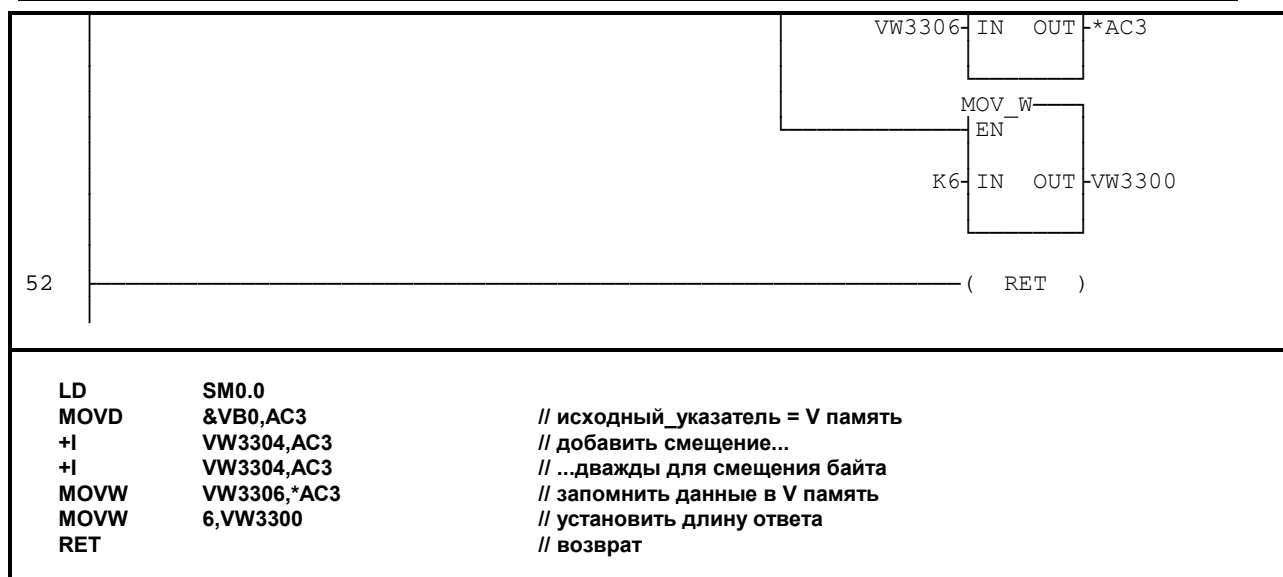 VW3306 IN OUT *AC3
MOV_W
EN
K6 IN OUT VW3300
52 ( RET )
LD SM0.0
MOVD &VB0,AC3 // исходный_указатель = V память
+I VW3304,AC3 // добавить смещение...
+I VW3304,AC3 // ...дважды для смещения байта
MOVW VW3306,*AC3 // запомнить данные в V память
MOVW 6,VW3300 // установить длину ответа
RET // возврат